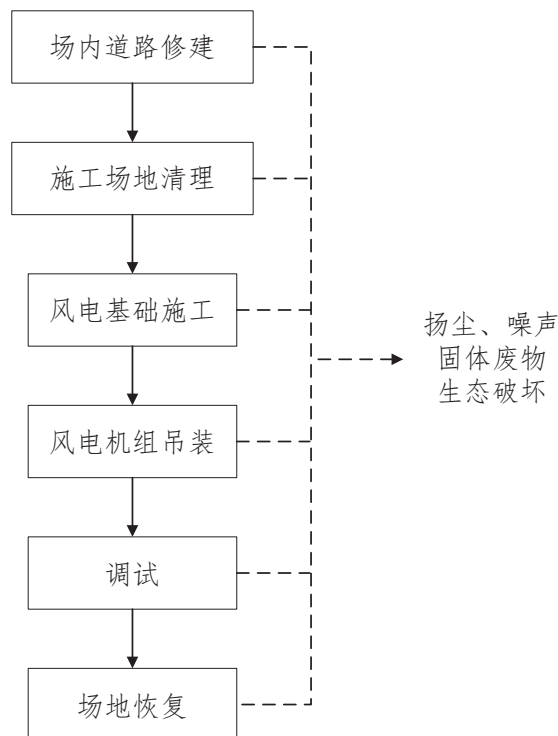 场内道路修建
施工场地清理
风电基础施工
风电机组吊装
调试
场地恢复
扬尘、噪声
固体废物
生态破坏